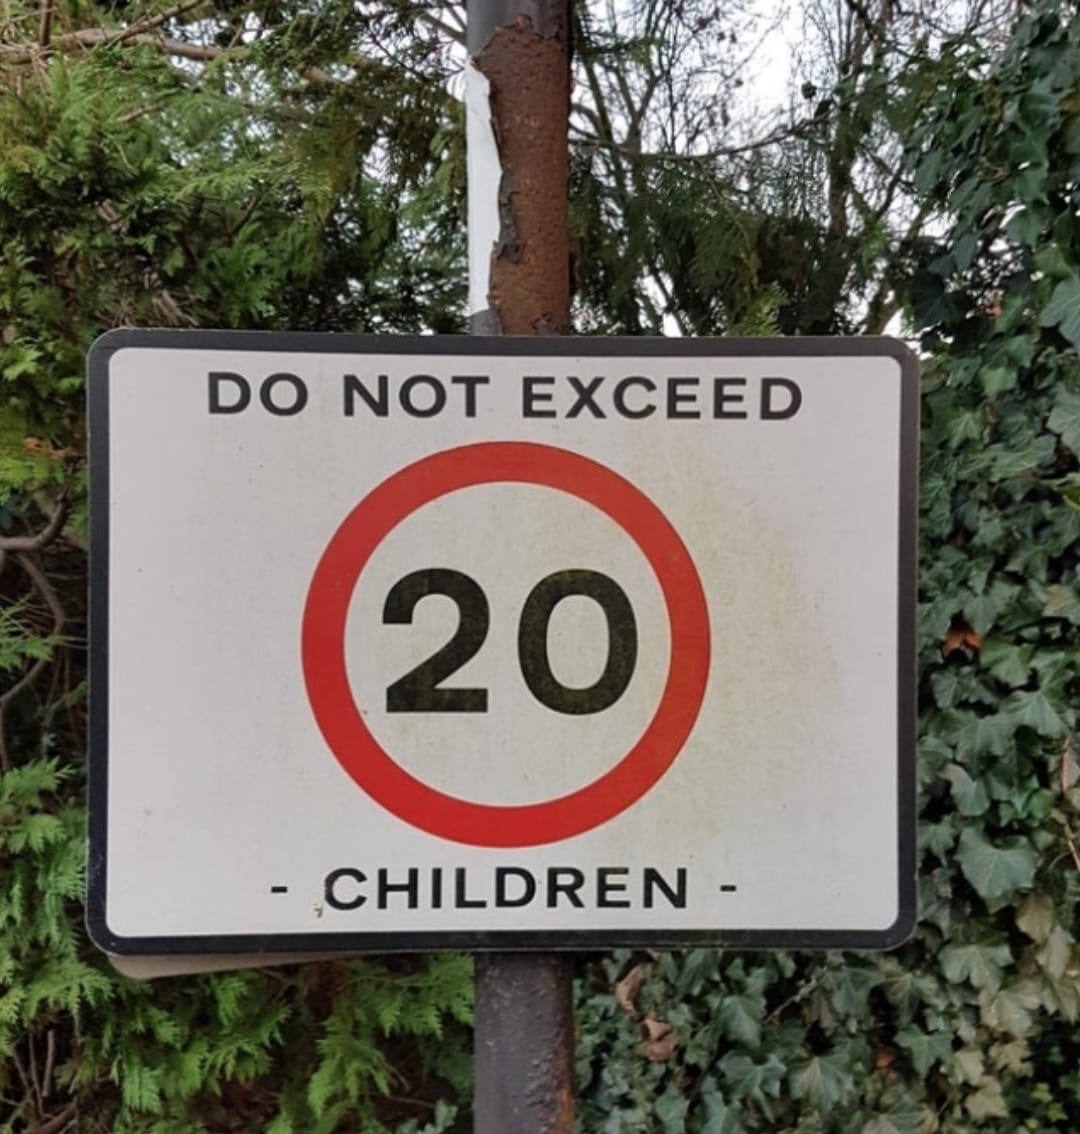 DO NOT EXCEED
20
- CHILDREN -